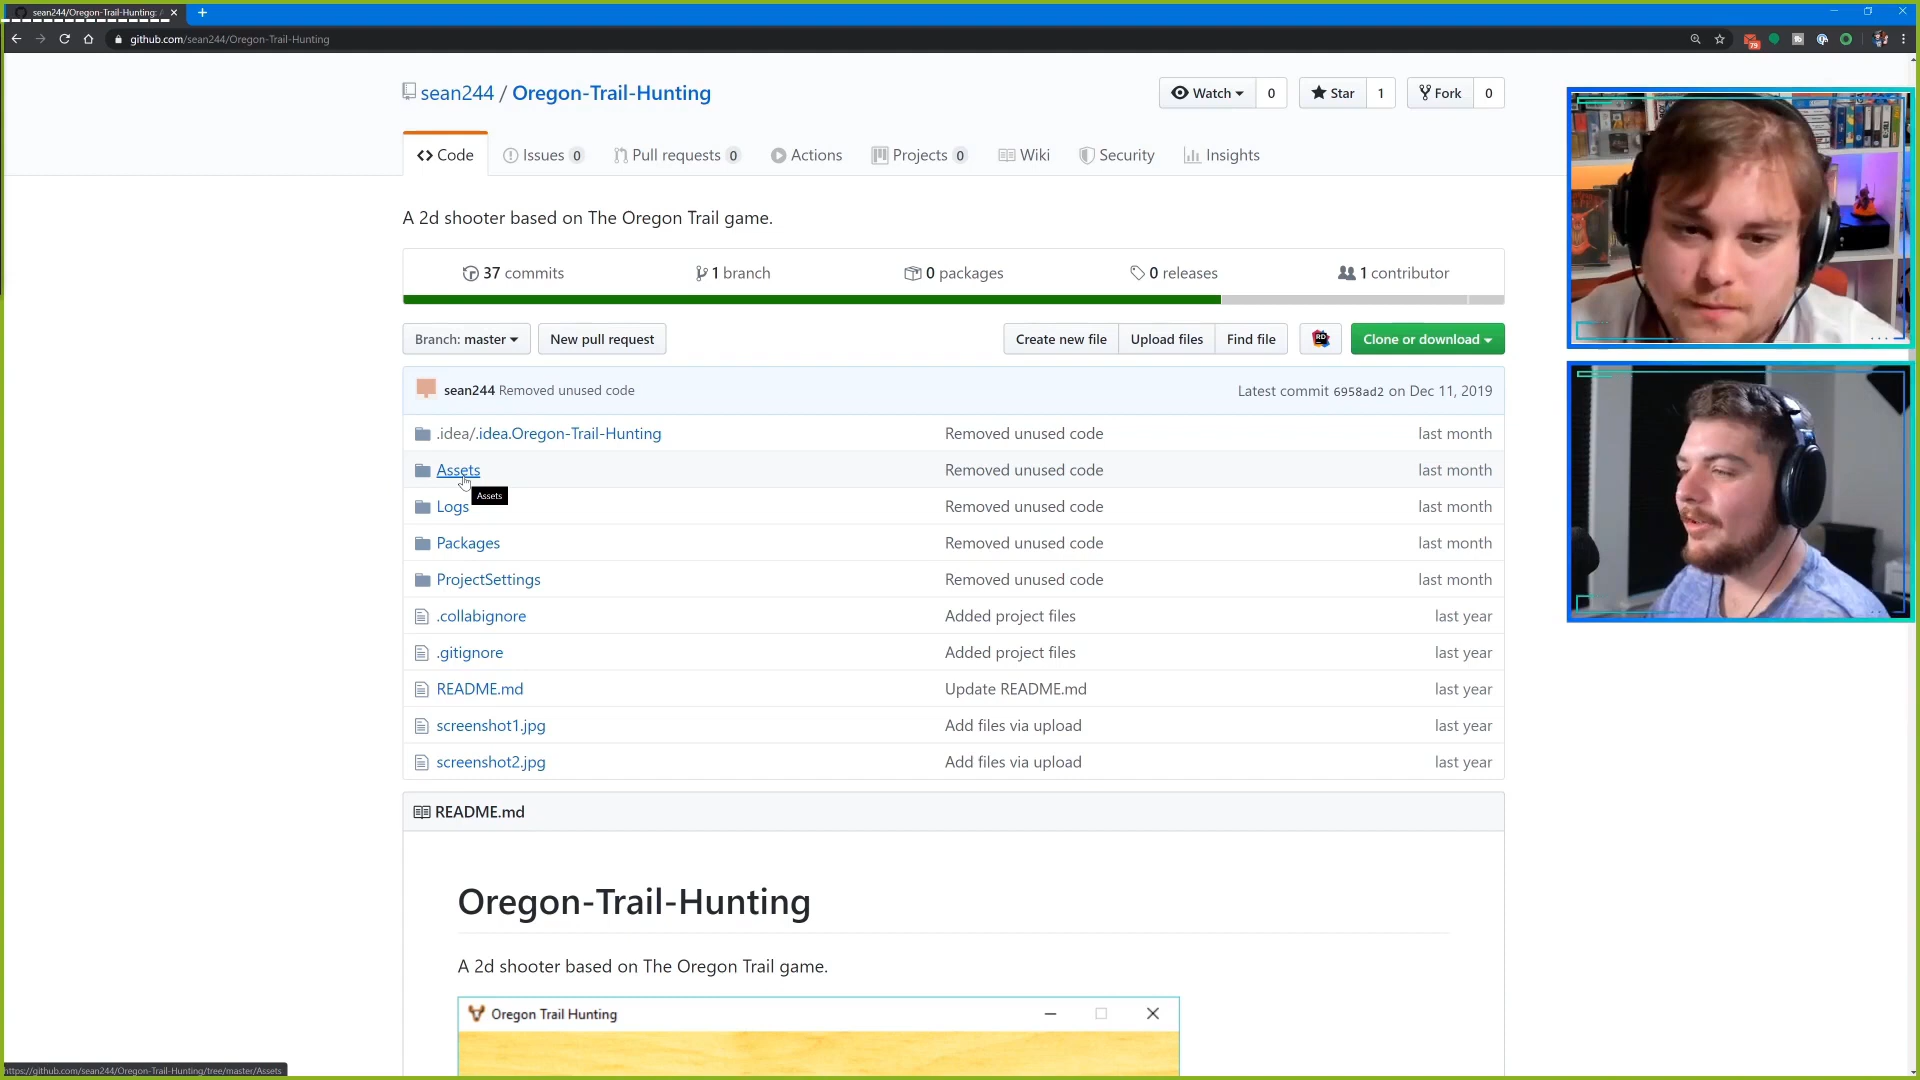 sean244/Oregon-Trail-Hunting:
github.com/sean244/Oregon-Trail-Hunting
79
sean244 / Oregon-Trail-Hunting
Watch 0 Star 1 Fork 0
Code Issues 0 Pull requests 0 Actions Projects 0 Wiki Security Insights
A 2d shooter based on The Oregon Trail game.
37 commits 1 branch 0 packages 0 releases 1 contributor
Branch: master New pull request Create new file Upload files Find file RD Clone or download
sean244 Removed unused code Latest commit 6958ad2 on Dec 11, 2019
.idea/.idea.Oregon-Trail-Hunting Removed unused code last month
Assets Removed unused code last month
Assets
Logs Removed unused code last month
Packages Removed unused code last month
ProjectSettings Removed unused code last month
.collabignore Added project files last year
.gitignore Added project files last year
README.md Update README.md last year
screenshot1.jpg Add files via upload last year
screenshot2.jpg Add files via upload last year
README.md
Oregon-Trail-Hunting
A 2d shooter based on The Oregon Trail game.
Oregon Trail Hunting
https://github.com/sean244/Oregon-Trail-Hunting/tree/master/Assets